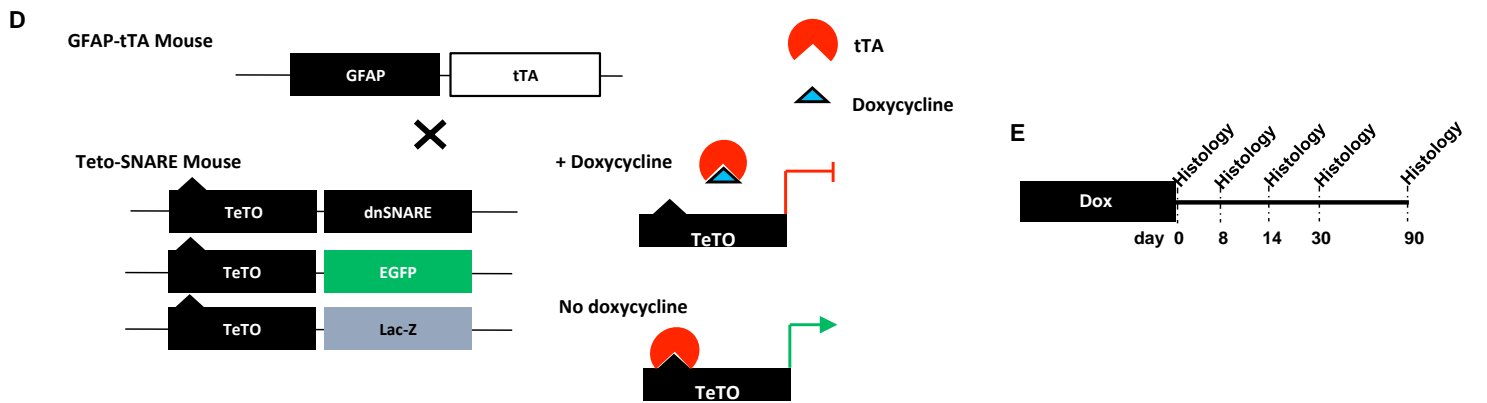 D
GFAP-tTA Mouse
GFAP
tTA
tTA
Doxycycline
Teto-SNARE Mouse
TeTO
dnSNARE
TeTO
EGFP
TeTO
Lac-Z
+ Doxycycline
TeTO
No doxycycline
TeTO
E
Histology
Histology
Histology
Histology
Histology
Dox
day 0 8 14 30 90